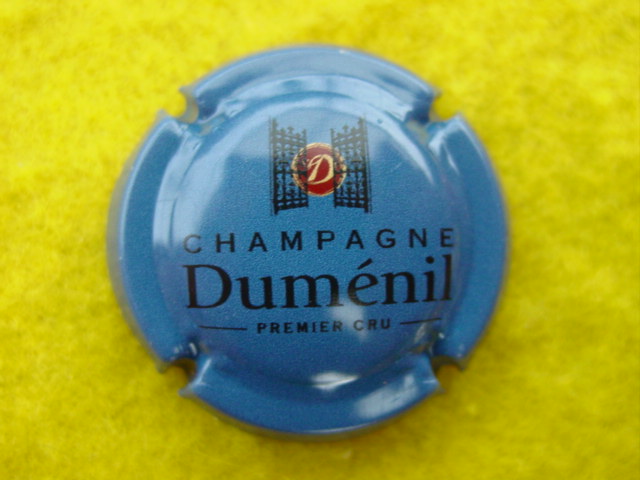 D
CHAMPAGNE
Duménil
PREMIER CRU